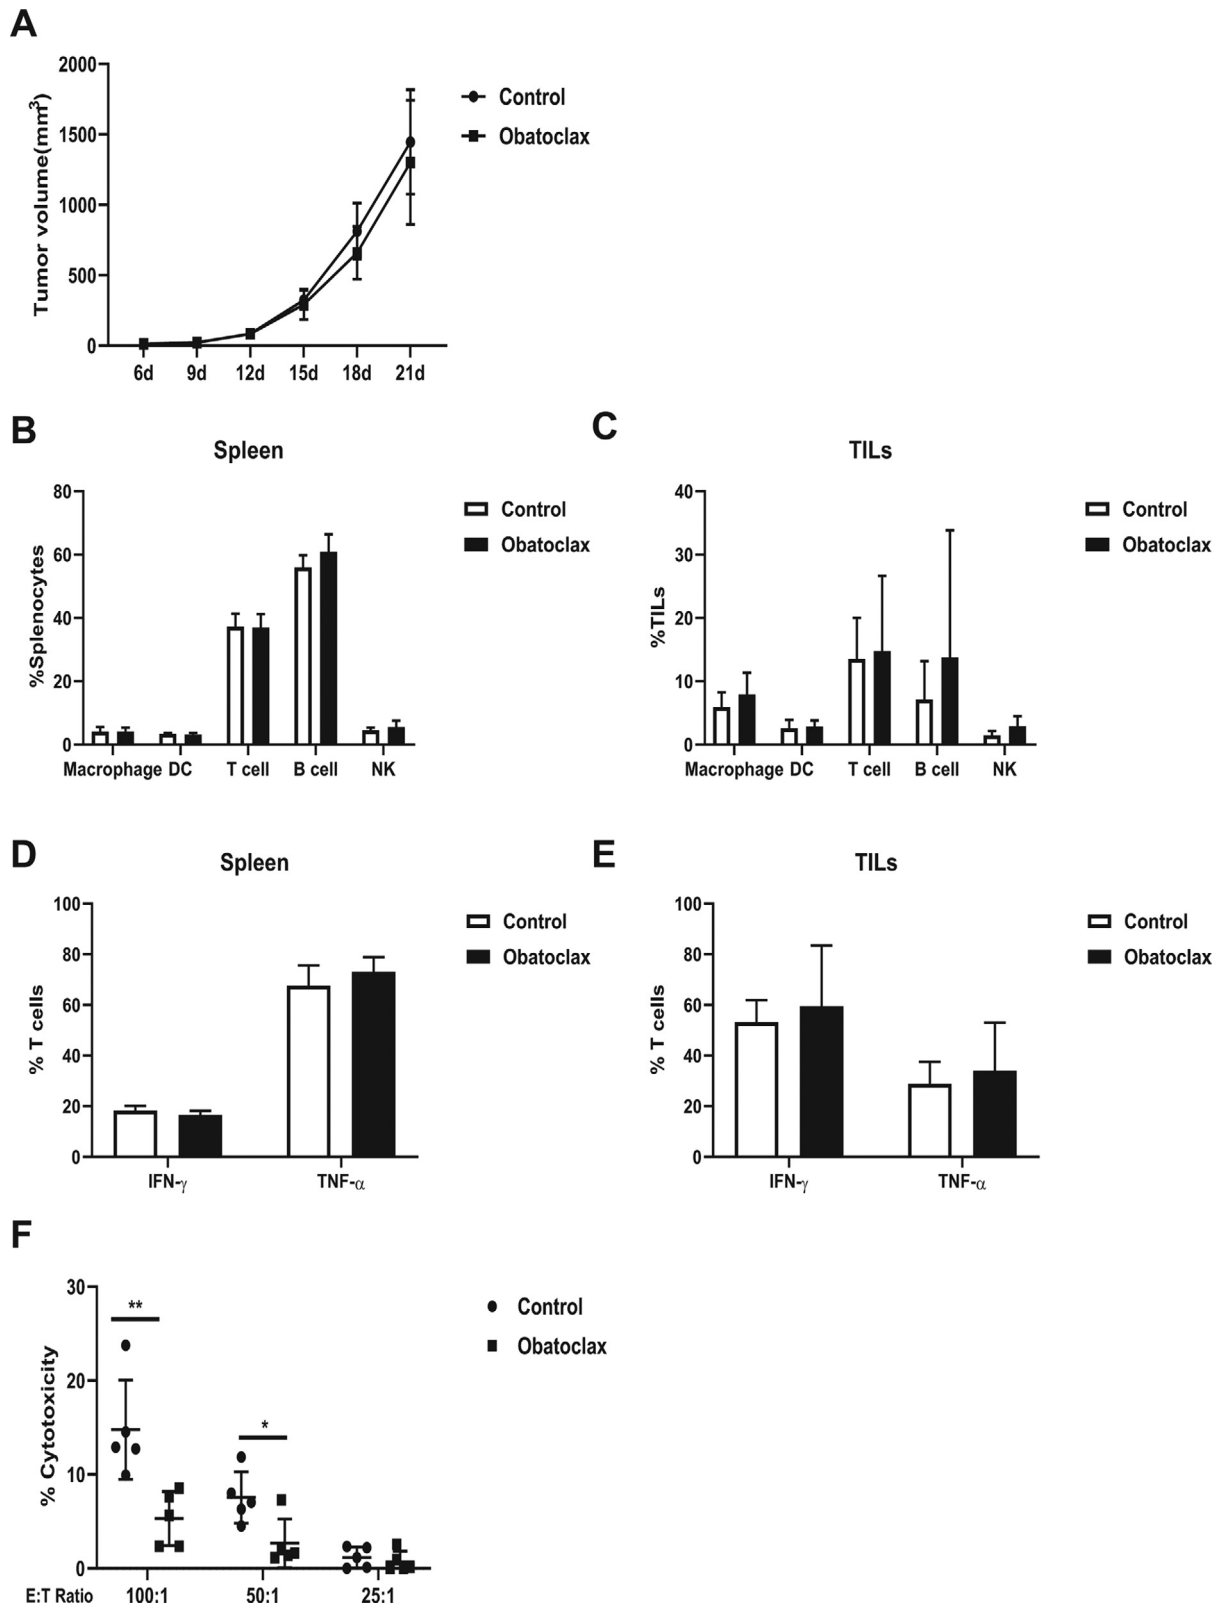 A
Tumor volume(mm3)
2000
1500
1000
500
0
6d 9d 12d 15d 18d 21d
Control
Obatoclax
B
Spleen
%Splenocytes
80
60
40
20
0
Macrophage DC T cell B cell NK
Control
Obatoclax
C
TILs
%TILs
40
30
20
10
0
Macrophage DC T cell B cell NK
Control
Obatoclax
D
Spleen
% T cells
100
80
60
40
20
0
IFN-γ TNF-α
Control
Obatoclax
E
TILs
% T cells
100
80
60
40
20
0
IFN-γ TNF-α
Control
Obatoclax
F
% Cytotoxicity
30
20
10
0
**
*
E:T Ratio 100:1 50:1 25:1
Control
Obatoclax